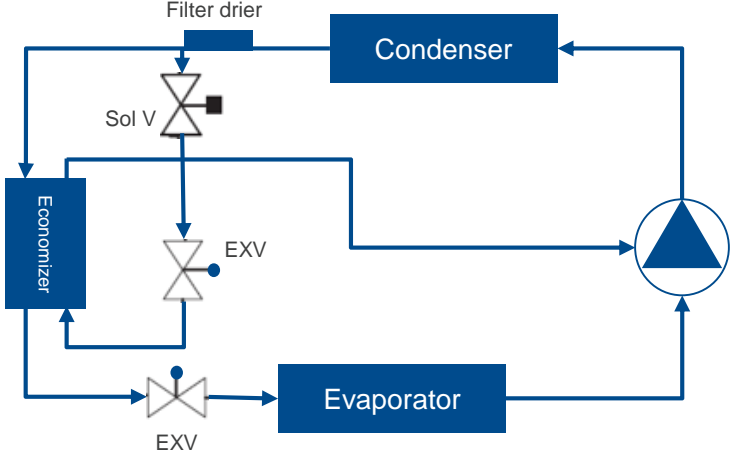 Filter drier
Condenser
Sol V
Economizer
EXV
Evaporator
EXV